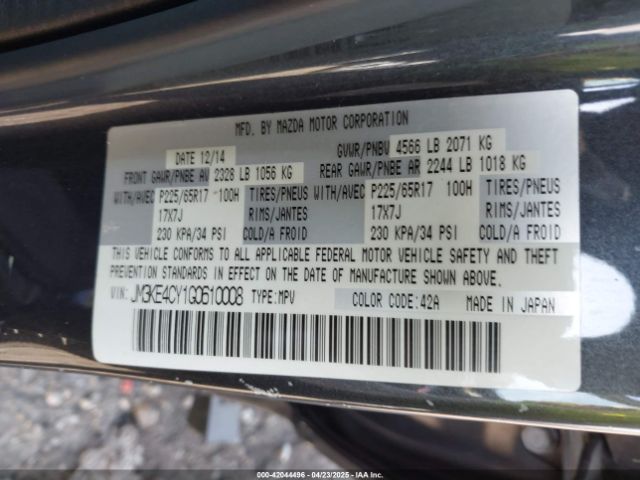 MFD. BY MAZDA MOTOR CORPORATION
DATE 12/14 GVWR/PNBV 4566 LB 2071 KG
FRONT GAWR/PNBE AV 2328 LB 1056 KG REAR GAWR/PNBE AR 2244 LB 1018 KG
WITH/AVEC P225/65R17 100H TIRES/PNEUS WITH/AVEC P225/65R17 100H TIRES/PNEUS
17X7J RIMS/JANTES 17X7J RIMS/JANTES
230 KPA/34 PSI COLD/A FROID 230 KPA/34 PSI COLD/A FROID
THIS VEHICLE CONFORMS TO ALL APPLICABLE FEDERAL MOTOR VEHICLE SAFETY AND THEFT
PREVENTION STANDARDS IN EFFECT ON THE DATE OF MANUFACTURE SHOWN ABOVE.
VIN: JM3KE4CY1G0610008 TYPE:MPV COLOR CODE:42A MADE IN JAPAN
000-42044496 - 04/23/2025 - IAA Inc.